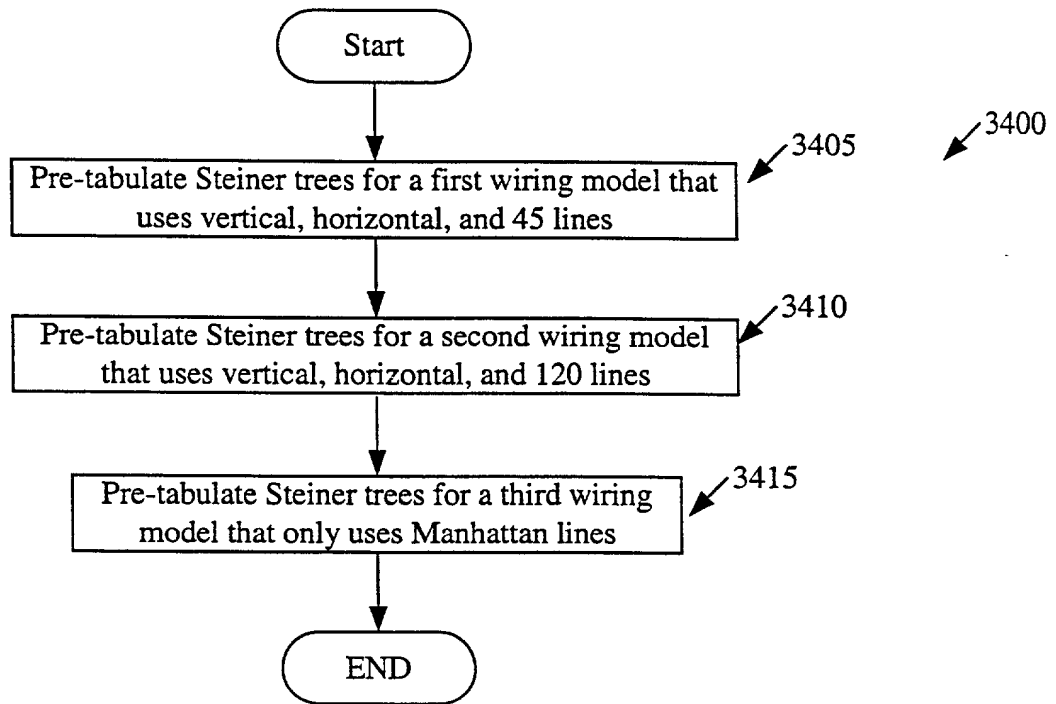 Start
3400
3405
Pre-tabulate Steiner trees for a first wiring model that
uses vertical, horizontal, and 45 lines
3410
Pre-tabulate Steiner trees for a second wiring model
that uses vertical, horizontal, and 120 lines
3415
Pre-tabulate Steiner trees for a third wiring
model that only uses Manhattan lines
END